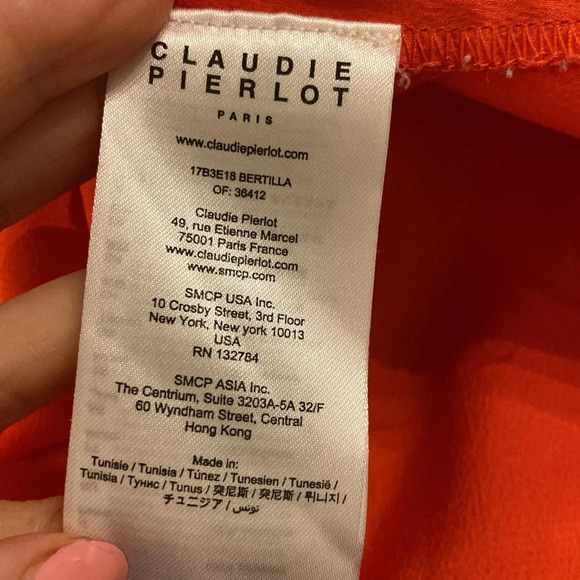 CLAUDIE
PIERLOT
PARIS
www.claudiepierlot.com
17B3E18 BERTILLA
OF: 36412
Claudie Pierlot
49, rue Etienne Marcel
75001 Paris France
www.claudiepierlot.com
www.smcp.com
SMCP USA Inc.
10 Crosby Street, 3rd Floor
New York, New york 10013
USA
RN 132784
SMCP ASIA Inc.
The Centrium, Suite 3203A-5A 32/F
60 Wyndham Street, Central
Hong Kong
Made in:
Tunisie / Tunisia / Túnez / Tunesien / Tunesië /
Tunisia / Тунис / Tunus / 突尼斯 / 突尼斯 / 튀니지 /
チュニジア / تونس /